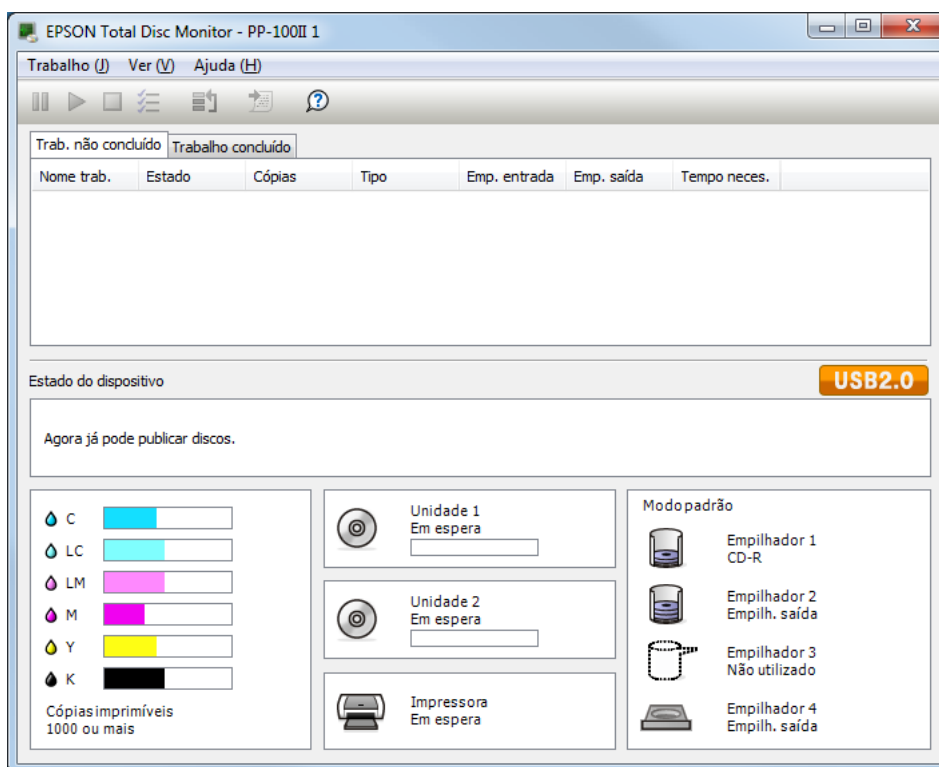 EPSON Total Disc Monitor - PP-100II 1
Trabalho (J) Ver (V) Ajuda (H)
Trab. não concluído Trabalho concluído
Nome trab. Estado Cópias Tipo Emp. entrada Emp. saída Tempo neces.
Estado do dispositivo
USB2.0
Agora já pode publicar discos.
C
LC
LM
M
Y
K
Cópias imprimíveis
1000 ou mais
Unidade 1
Em espera
Unidade 2
Em espera
Impressora
Em espera
Modo padrão
Empilhador 1
CD-R
Empilhador 2
Empilh. saída
Empilhador 3
Não utilizado
Empilhador 4
Empilh. saída